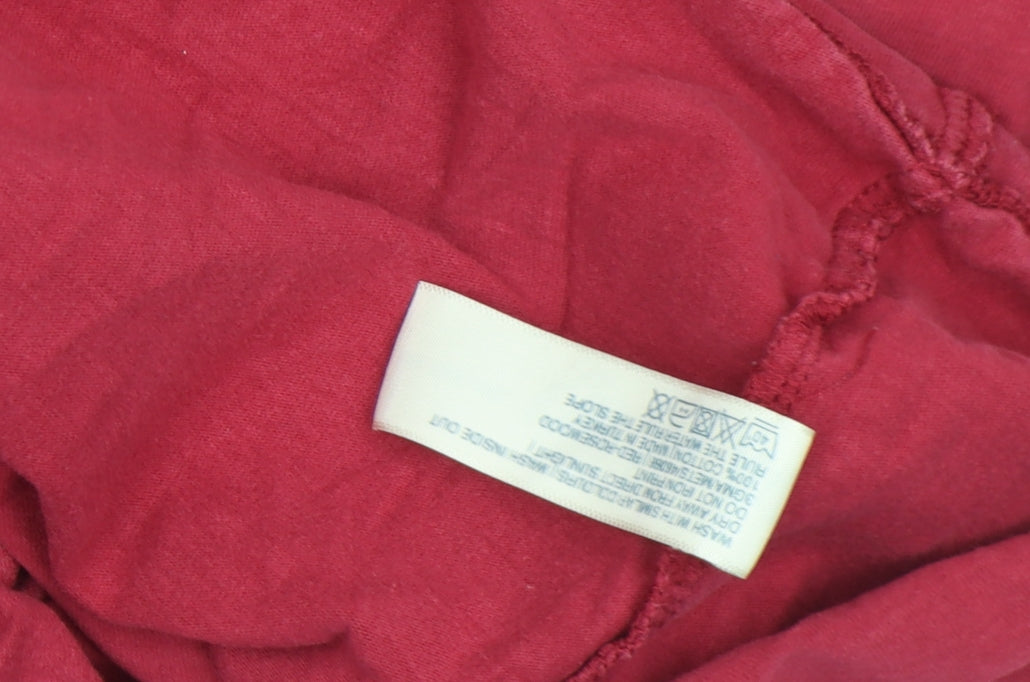 WASH WITH SIMILAR COLOURS | WASH INSIDE OUT
DRY AWAY FROM DIRECT SUNLIGHT |
DO NOT IRON PRINT
RED-ROSEWOOD
100% COTTON | MADE IN TURKEY
RULE THE WATER RULE THE SLOPE
40